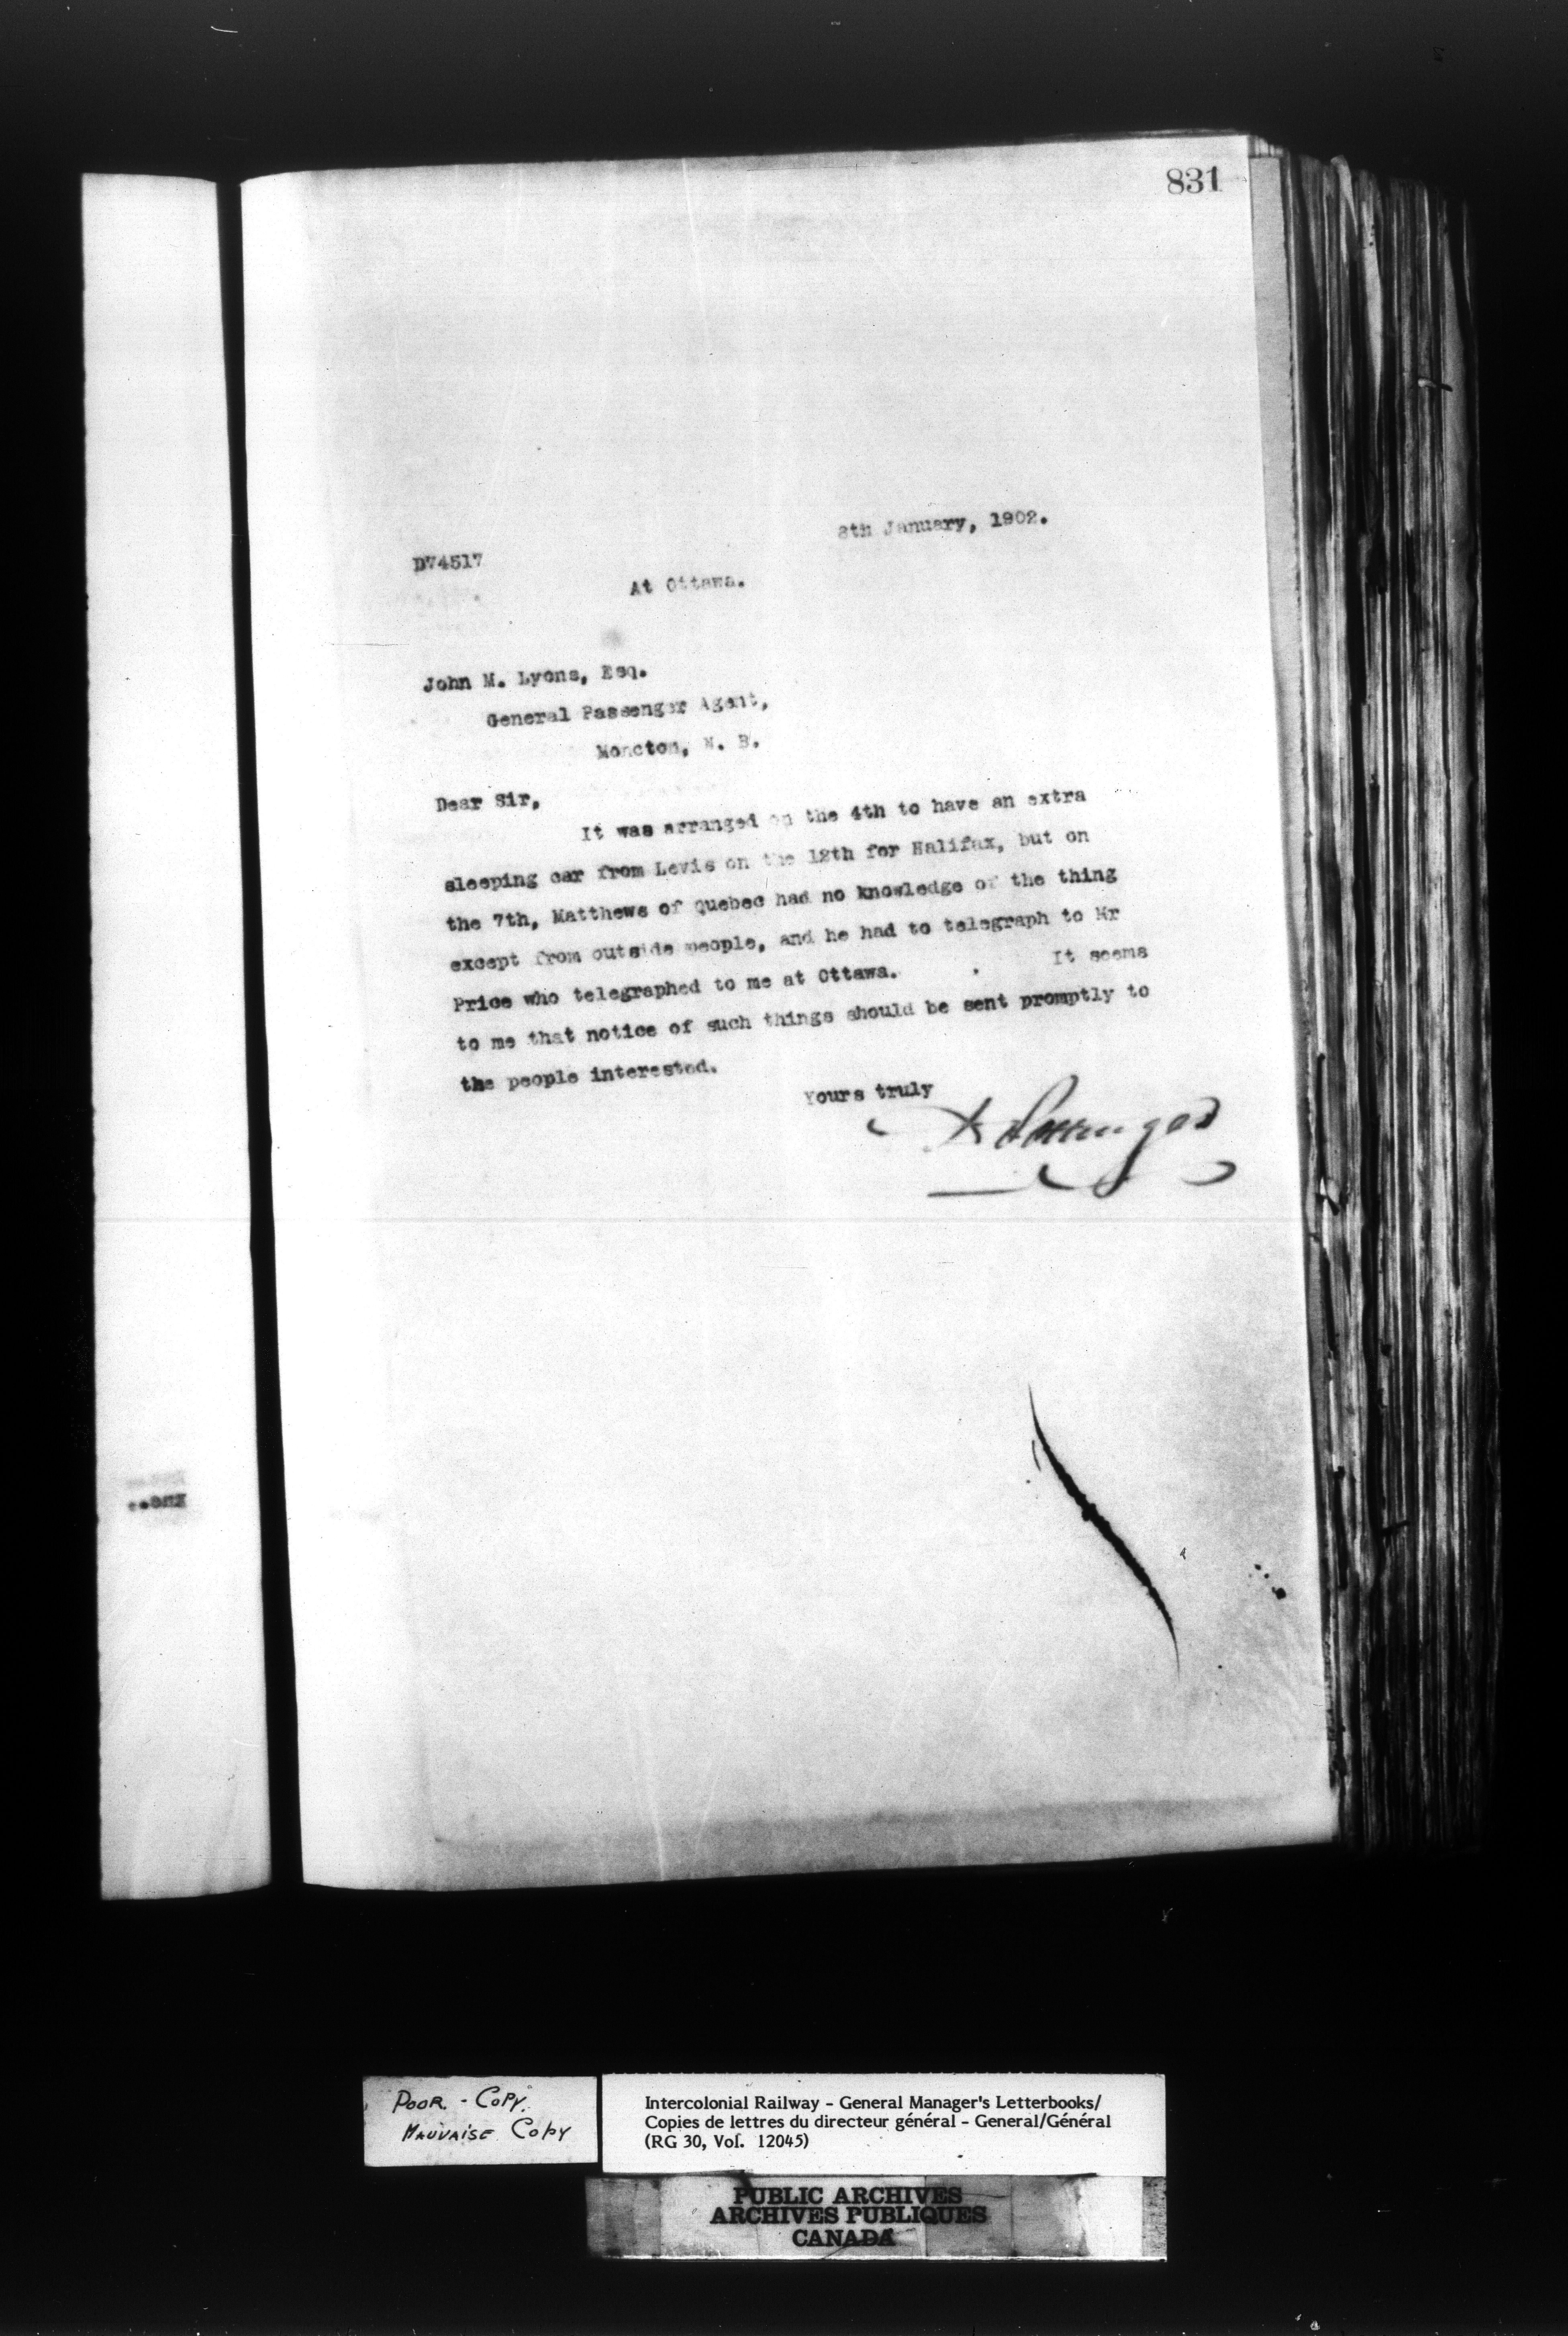 831
8th January, 1902.
DV4517
At Ottawa.
John M. Lyons, Esq.
General Passenger Agent,
Moncton, N. B.
Dear Sir,
It was arranged on the 4th to have an extra
sleeping car from Levis on the 12th for Halifax, but on
the 7th, Matthews of Quebec had no knowledge of the thing
except from outside people, and he had to telegraph to Mr
Price who telegraphed to me at Ottawa. It seems
to me that notice of such things should be sent promptly to
the people interested.
Yours truly
POOR - COPY.
MAUVAISE COPY
Intercolonial Railway - General Manager's Letterbooks/
Copies de lettres du directeur général - General/Général
(RG 30, Vol. 12045)
PUBLIC ARCHIVES
ARCHIVES PUBLIQUES
CANADA